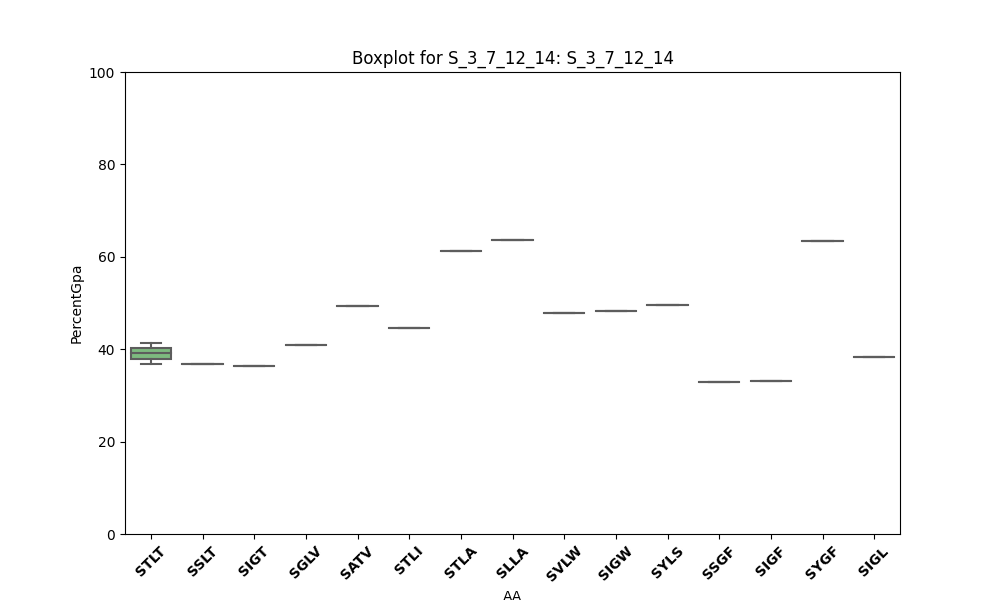 Boxplot for S_3_7_12_14: S_3_7_12_14
100
80
60
40
20
0
PercentGpa
STLT SSLT SIGT SGLV SATV STLI STLA SLLA SVLW SIGW SYLS SSGF SIGF SYGF SIGL
AA